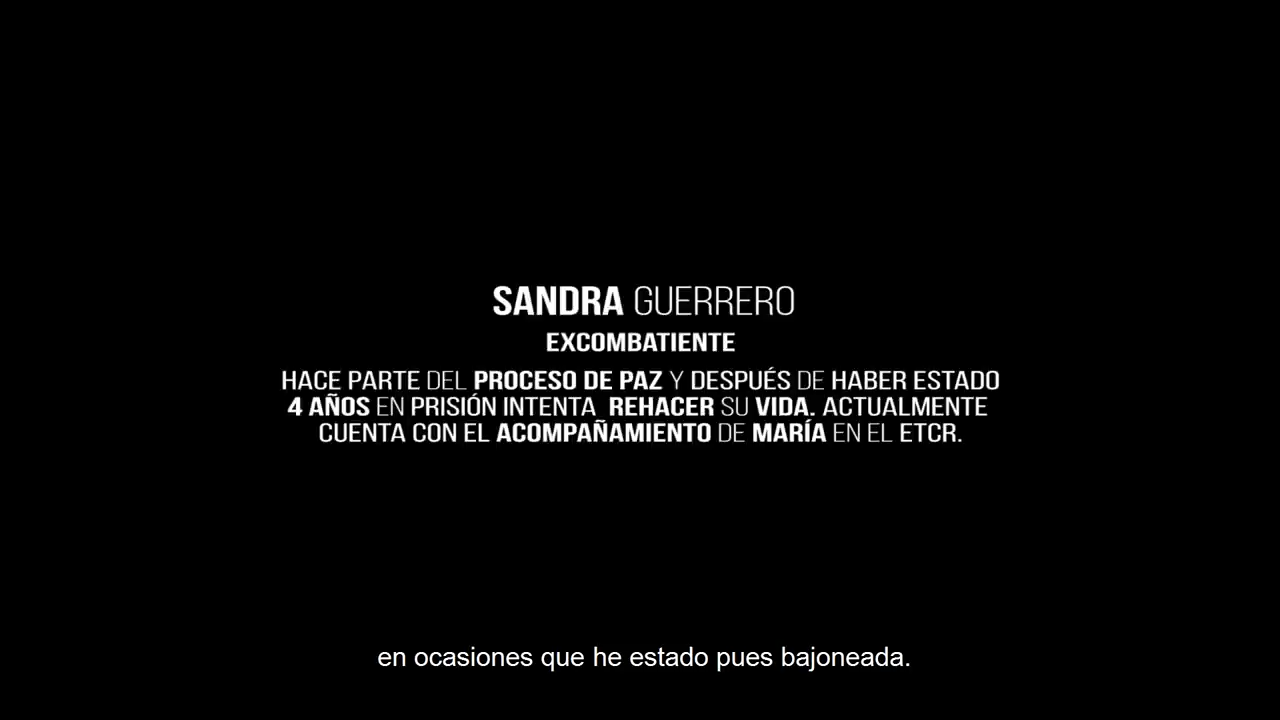 SANDRA GUERRERO
EXCOMBATIENTE
HACE PARTE DEL PROCESO DE PAZ Y DESPUÉS DE HABER ESTADO
4 AÑOS EN PRISIÓN INTENTA REHACER SU VIDA. ACTUALMENTE
CUENTA CON EL ACOMPAÑAMIENTO DE MARÍA EN EL ETCR.
en ocasiones que he estado pues bajoneada.